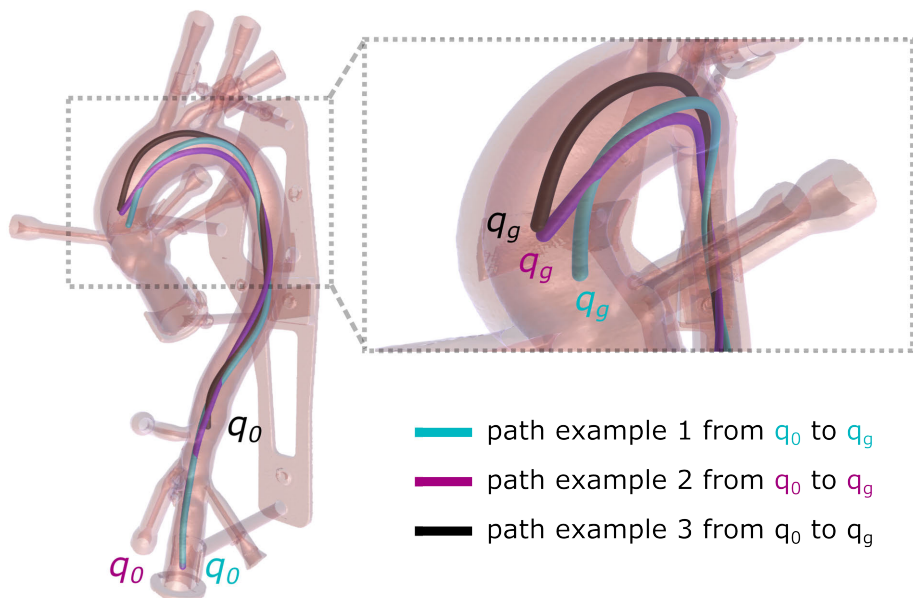 q_g
q_g
q_g
q_0
q_0 q_0
path example 1 from q_0 to q_g
path example 2 from q_0 to q_g
path example 3 from q_0 to q_g